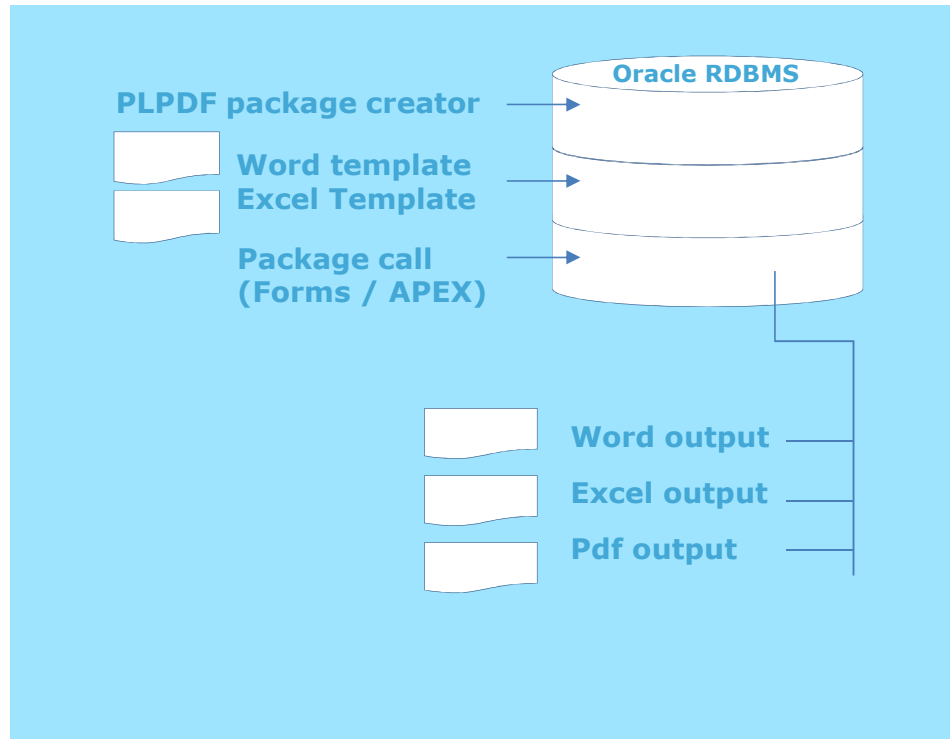 Oracle RDBMS
PLPDF package creator
Word template
Excel Template
Package call
(Forms / APEX)
Word output
Excel output
Pdf output